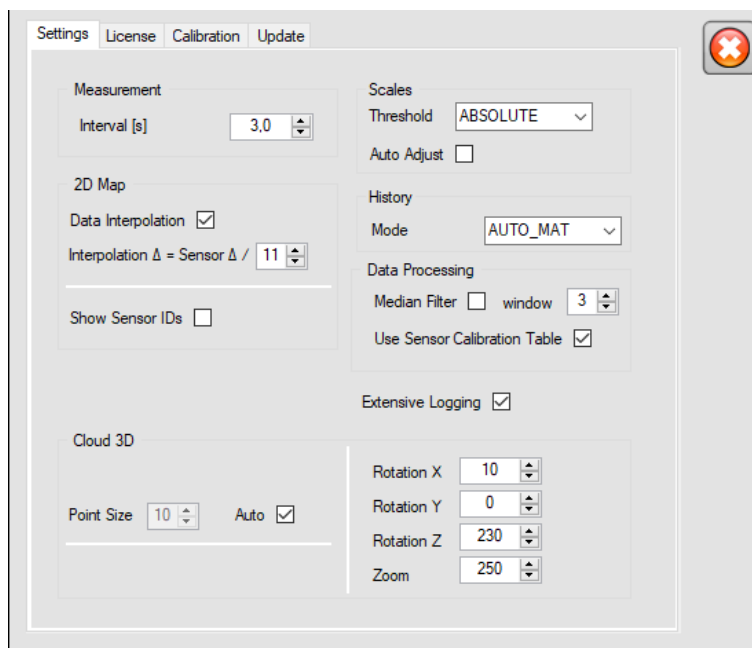 Settings License Calibration Update
Measurement
Interval [s] 3,0
2D Map
Data Interpolation
Interpolation Δ = Sensor Δ / 11
Show Sensor IDs
Scales
Threshold ABSOLUTE
Auto Adjust
History
Mode AUTO_MAT
Data Processing
Median Filter window 3
Use Sensor Calibration Table
Extensive Logging
Cloud 3D
Point Size 10 Auto
Rotation X 10
Rotation Y 0
Rotation Z 230
Zoom 250